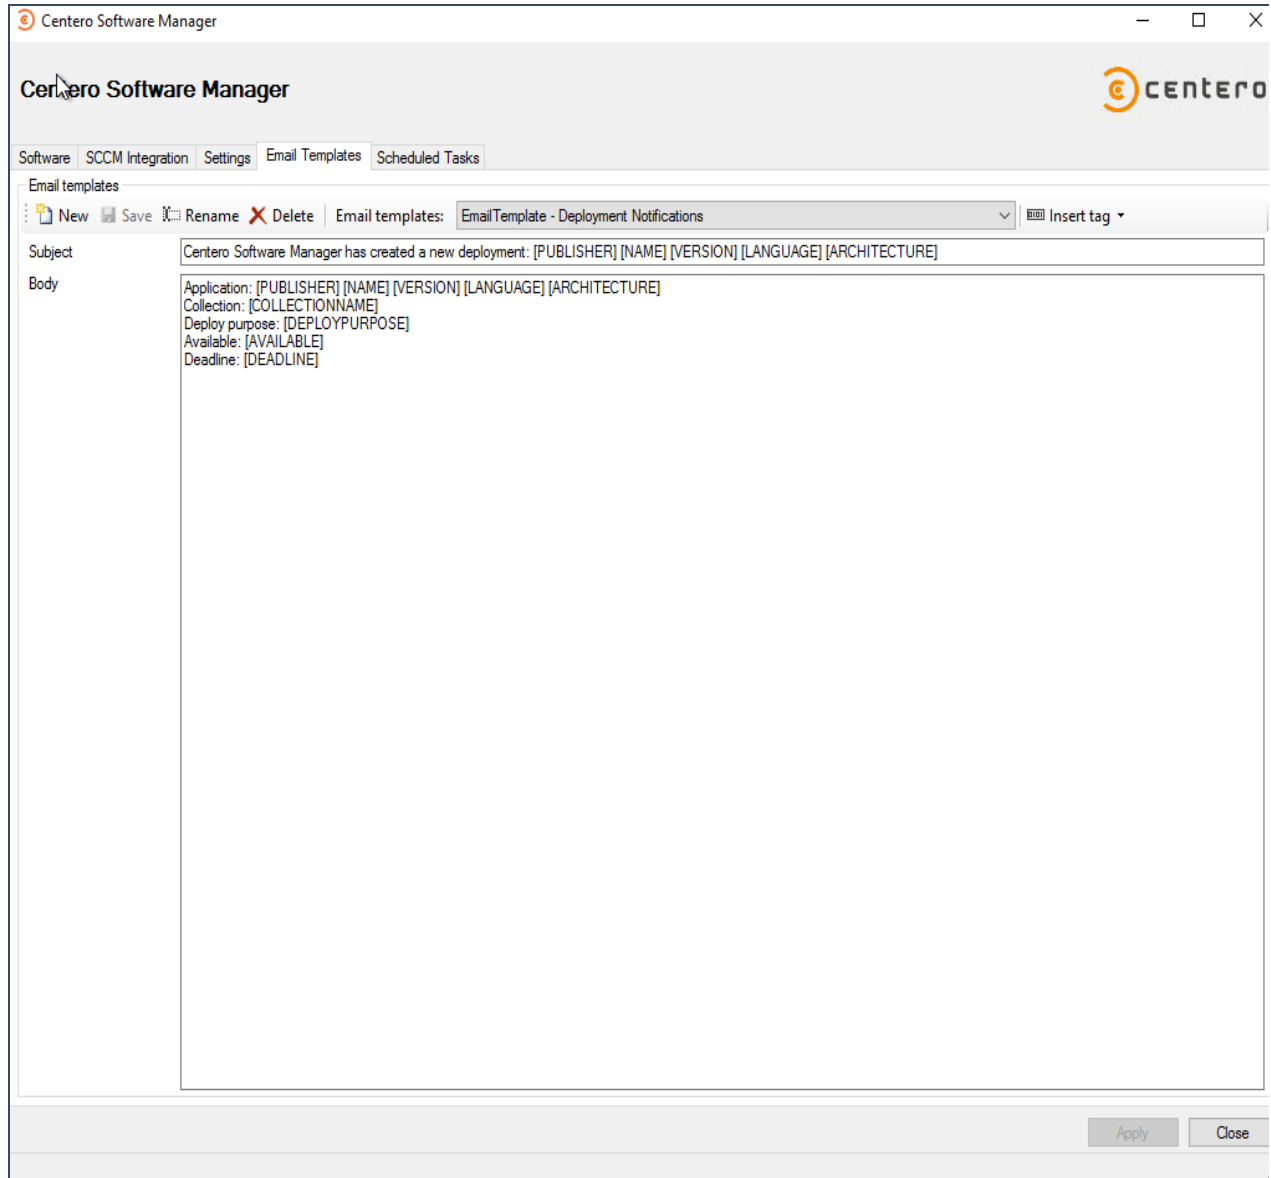 Centero Software Manager
Centero Software Manager
centero
Software SCCM Integration Settings Email Templates Scheduled Tasks
Email templates
New Save Rename Delete Email templates: EmailTemplate - Deployment Notifications Insert tag
Subject Centero Software Manager has created a new deployment: [PUBLISHER] [NAME] [VERSION] [LANGUAGE] [ARCHITECTURE]
Body
Application: [PUBLISHER] [NAME] [VERSION] [LANGUAGE] [ARCHITECTURE]
Collection: [COLLECTIONNAME]
Deploy purpose: [DEPLOYPURPOSE]
Available: [AVAILABLE]
Deadline: [DEADLINE]
Apply Close